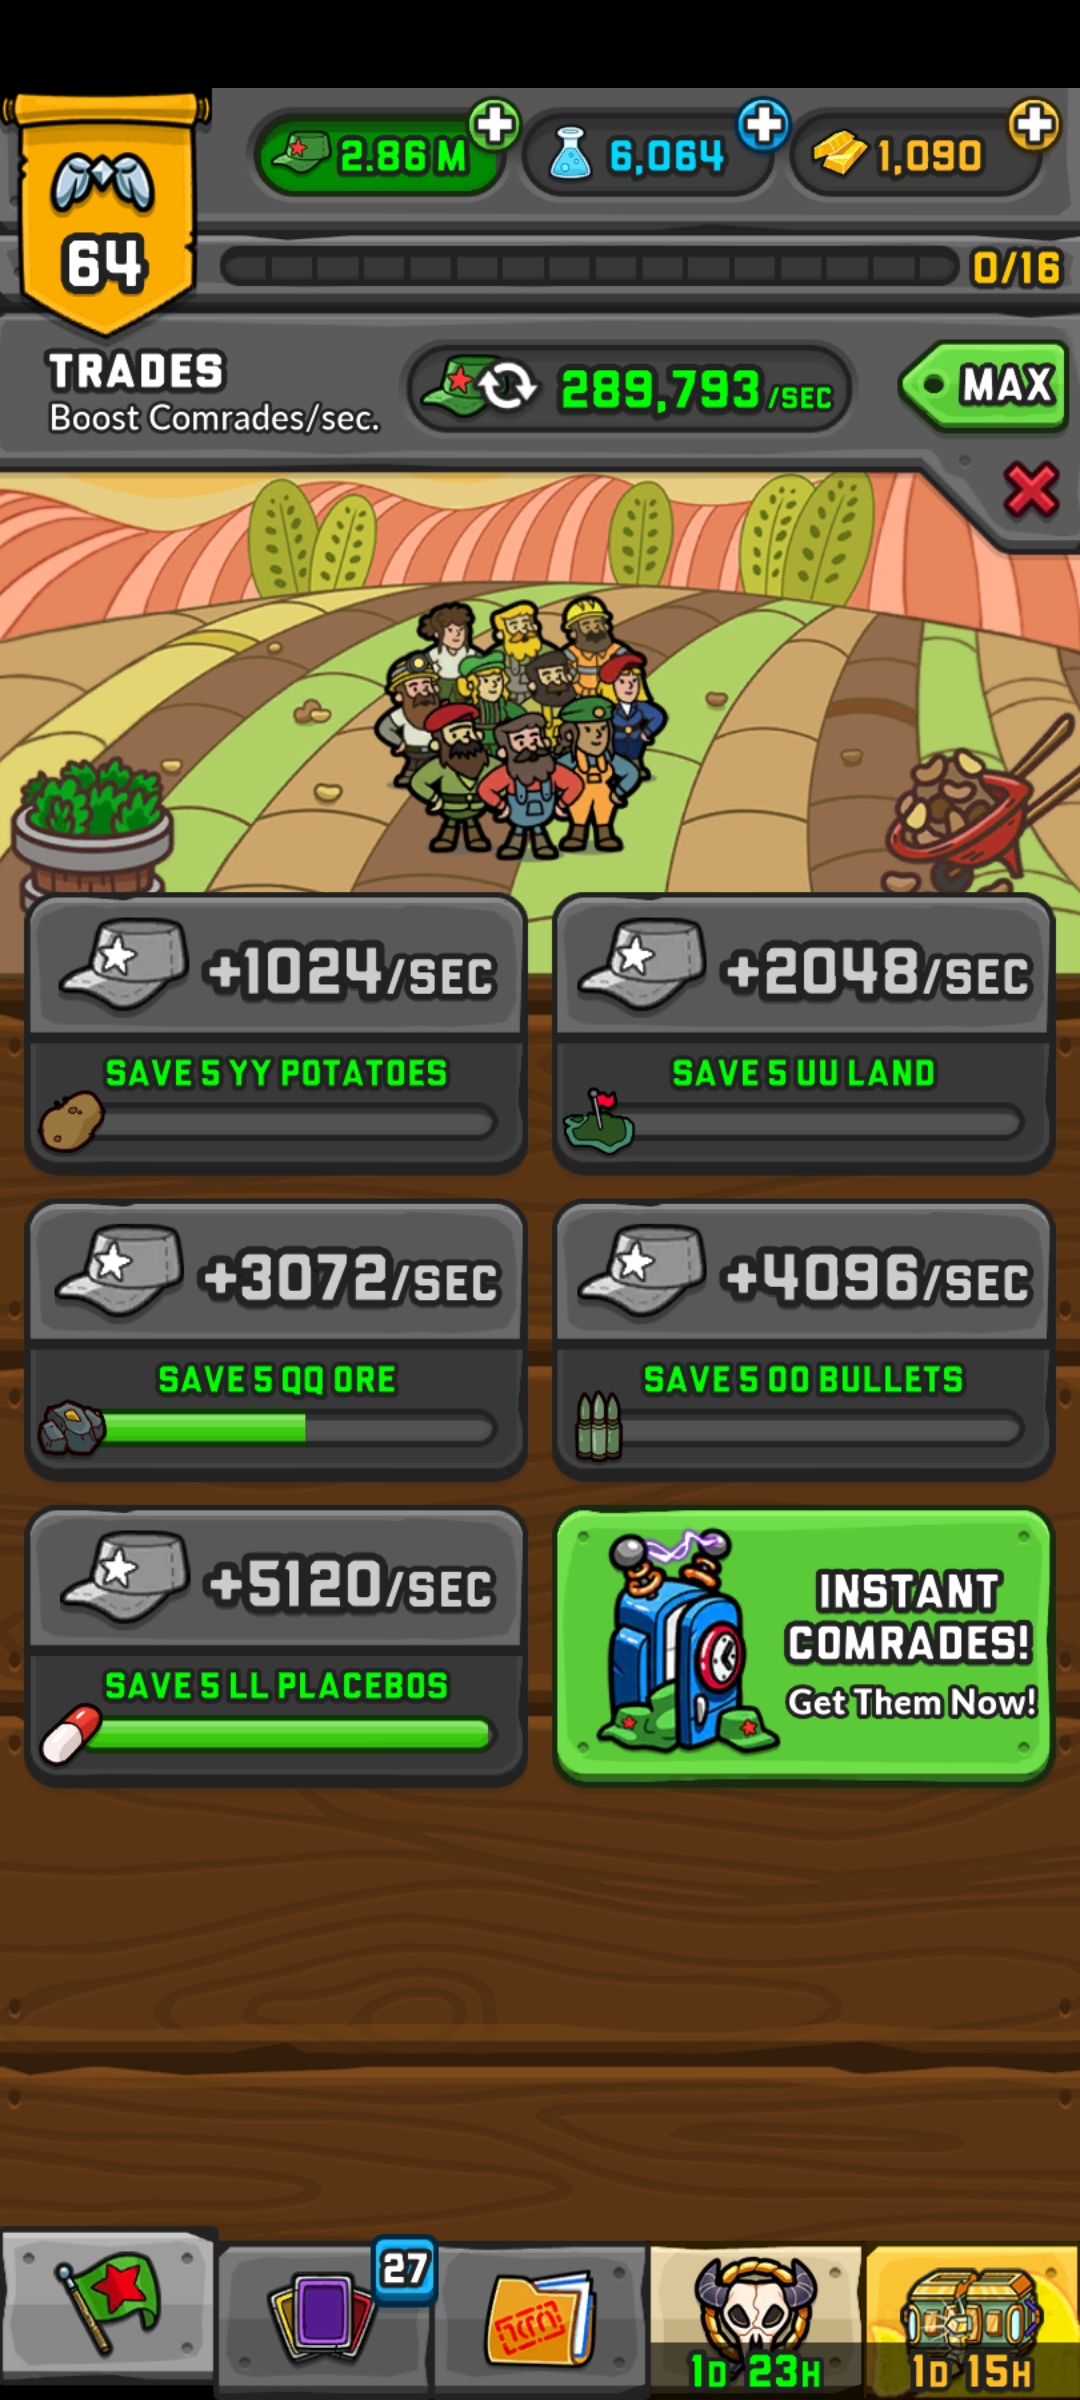 2.86 M
6,064
1,090
64
0/16
TRADES
Boost Comrades/sec.
289,793/SEC
MAX
+1024/SEC
SAVE 5 YY POTATOES
+2048/SEC
SAVE 5 UU LAND
+3072/SEC
SAVE 5 QQ ORE
+4096/SEC
SAVE 5 OO BULLETS
+5120/SEC
SAVE 5 LL PLACEBOS
INSTANT
COMRADES!
Get Them Now!
27
1D 23H
1D 15H